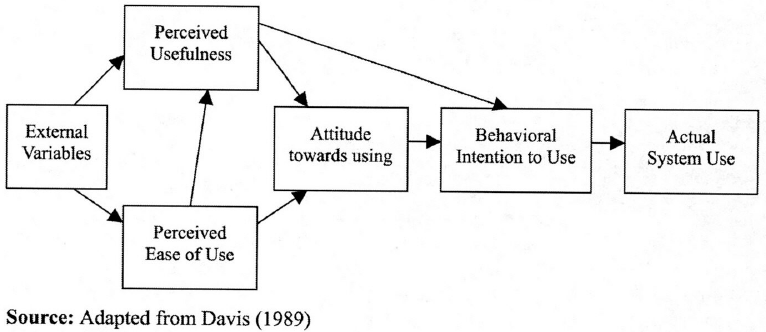 Perceived
Usefulness
External
Variables
Attitude
towards using
Behavioral
Intention to Use
Actual
System Use
Perceived
Ease of Use
Source: Adapted from Davis (1989)